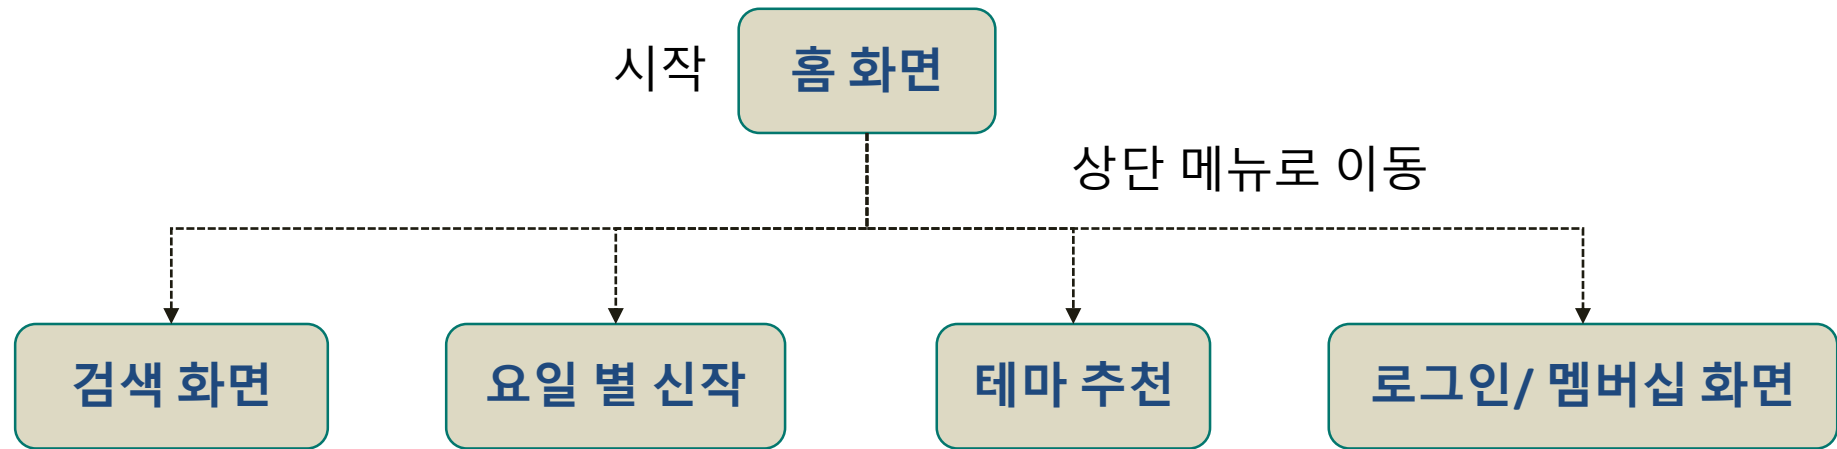 시작
홈 화면
상단 메뉴로 이동
검색 화면
요일 별 신작
테마 추천
로그인/ 멤버십 화면